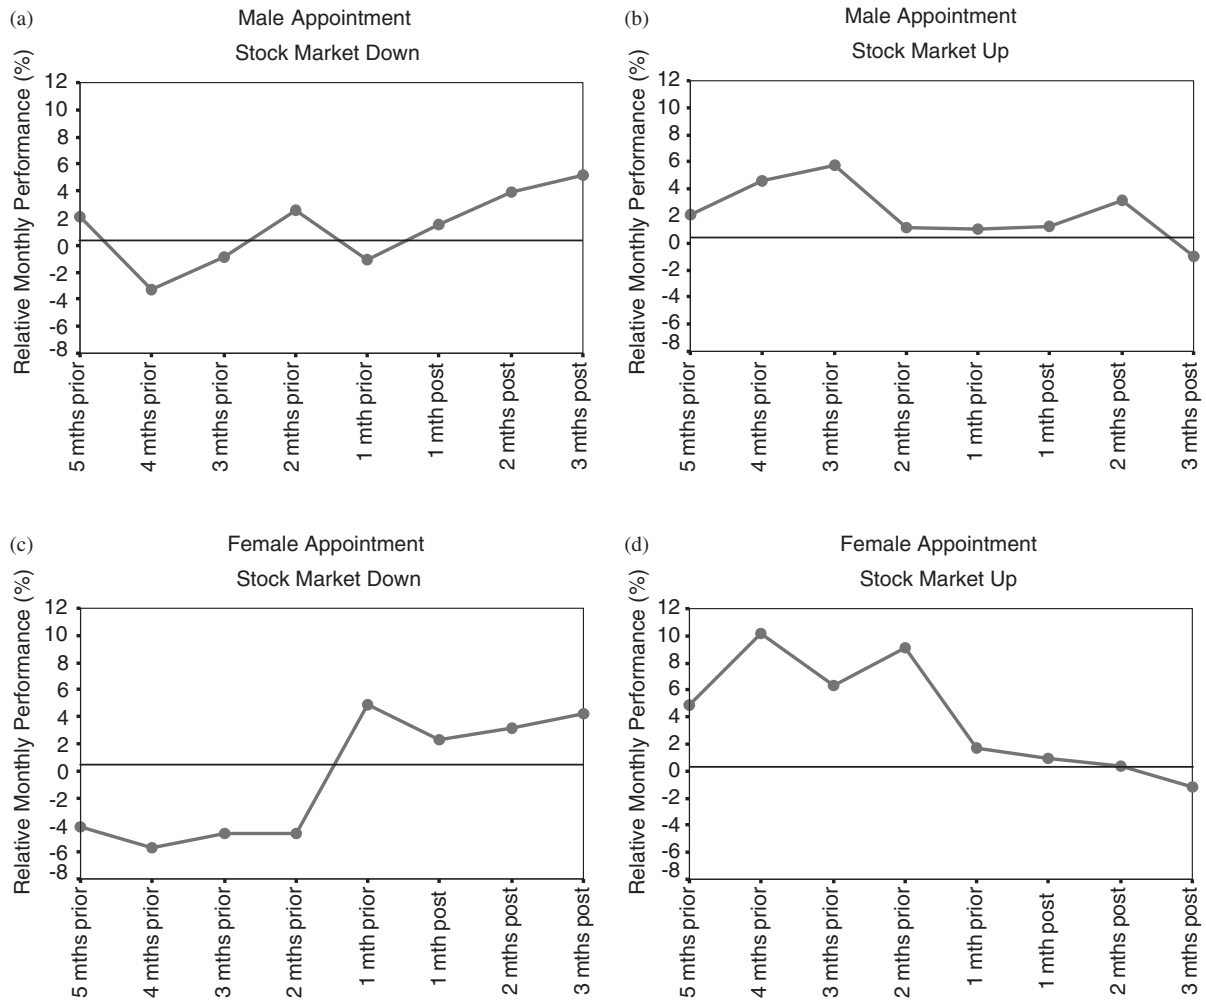 (a)
Male Appointment
Stock Market Down
Relative Monthly Performance (%)
12
10
8
6
4
2
0
-2
-4
-6
-8
5 mths prior
4 mths prior
3 mths prior
2 mths prior
1 mth prior
1 mth post
2 mths post
3 mths post
(b)
Male Appointment
Stock Market Up
Relative Monthly Performance (%)
12
10
8
6
4
2
0
-2
-4
-6
-8
5 mths prior
4 mths prior
3 mths prior
2 mths prior
1 mth prior
1 mth post
2 mths post
3 mths post
(c)
Female Appointment
Stock Market Down
Relative Monthly Performance (%)
12
10
8
6
4
2
0
-2
-4
-6
-8
5 mths prior
4 mths prior
3 mths prior
2 mths prior
1 mth prior
1 mth post
2 mths post
3 mths post
(d)
Female Appointment
Stock Market Up
Relative Monthly Performance (%)
12
10
8
6
4
2
0
-2
-4
-6
-8
5 mths prior
4 mths prior
3 mths prior
2 mths prior
1 mth prior
1 mth post
2 mths post
3 mths post